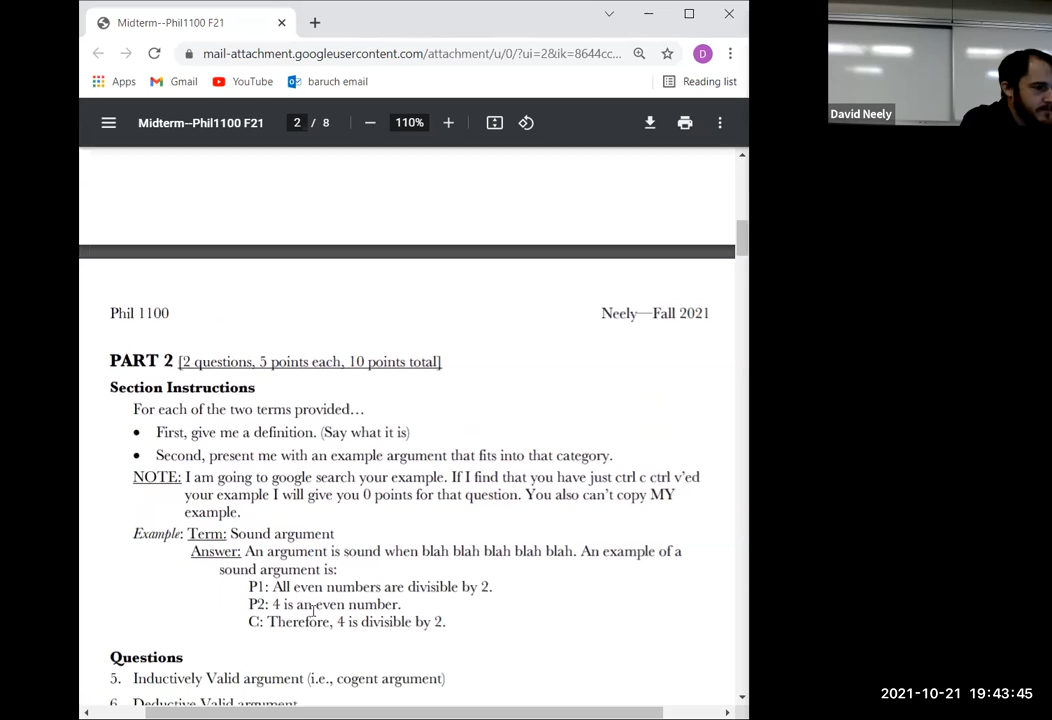 Midterm--Phil1100 F21
mail-attachment.googleusercontent.com/attachment/u/0/?ui=2&ik=8644cc...
D
Apps
Gmail
YouTube
baruch email
Reading list
Midterm--Phil1100 F21
2 / 8
110%
David Neely
Phil 1100
Neely—Fall 2021
PART 2 [2 questions, 5 points each, 10 points total]
Section Instructions
For each of the two terms provided…
• First, give me a definition. (Say what it is)
• Second, present me with an example argument that fits into that category.
NOTE: I am going to google search your example. If I find that you have just ctrl c ctrl v'ed
your example I will give you 0 points for that question. You also can't copy MY
example.
Example: Term: Sound argument
Answer: An argument is sound when blah blah blah blah blah. An example of a
sound argument is:
P1: All even numbers are divisible by 2.
P2: 4 is an even number.
C: Therefore, 4 is divisible by 2.
Questions
5. Inductively Valid argument (i.e., cogent argument)
6. Deductive Valid argument
2021-10-21 19:43:45